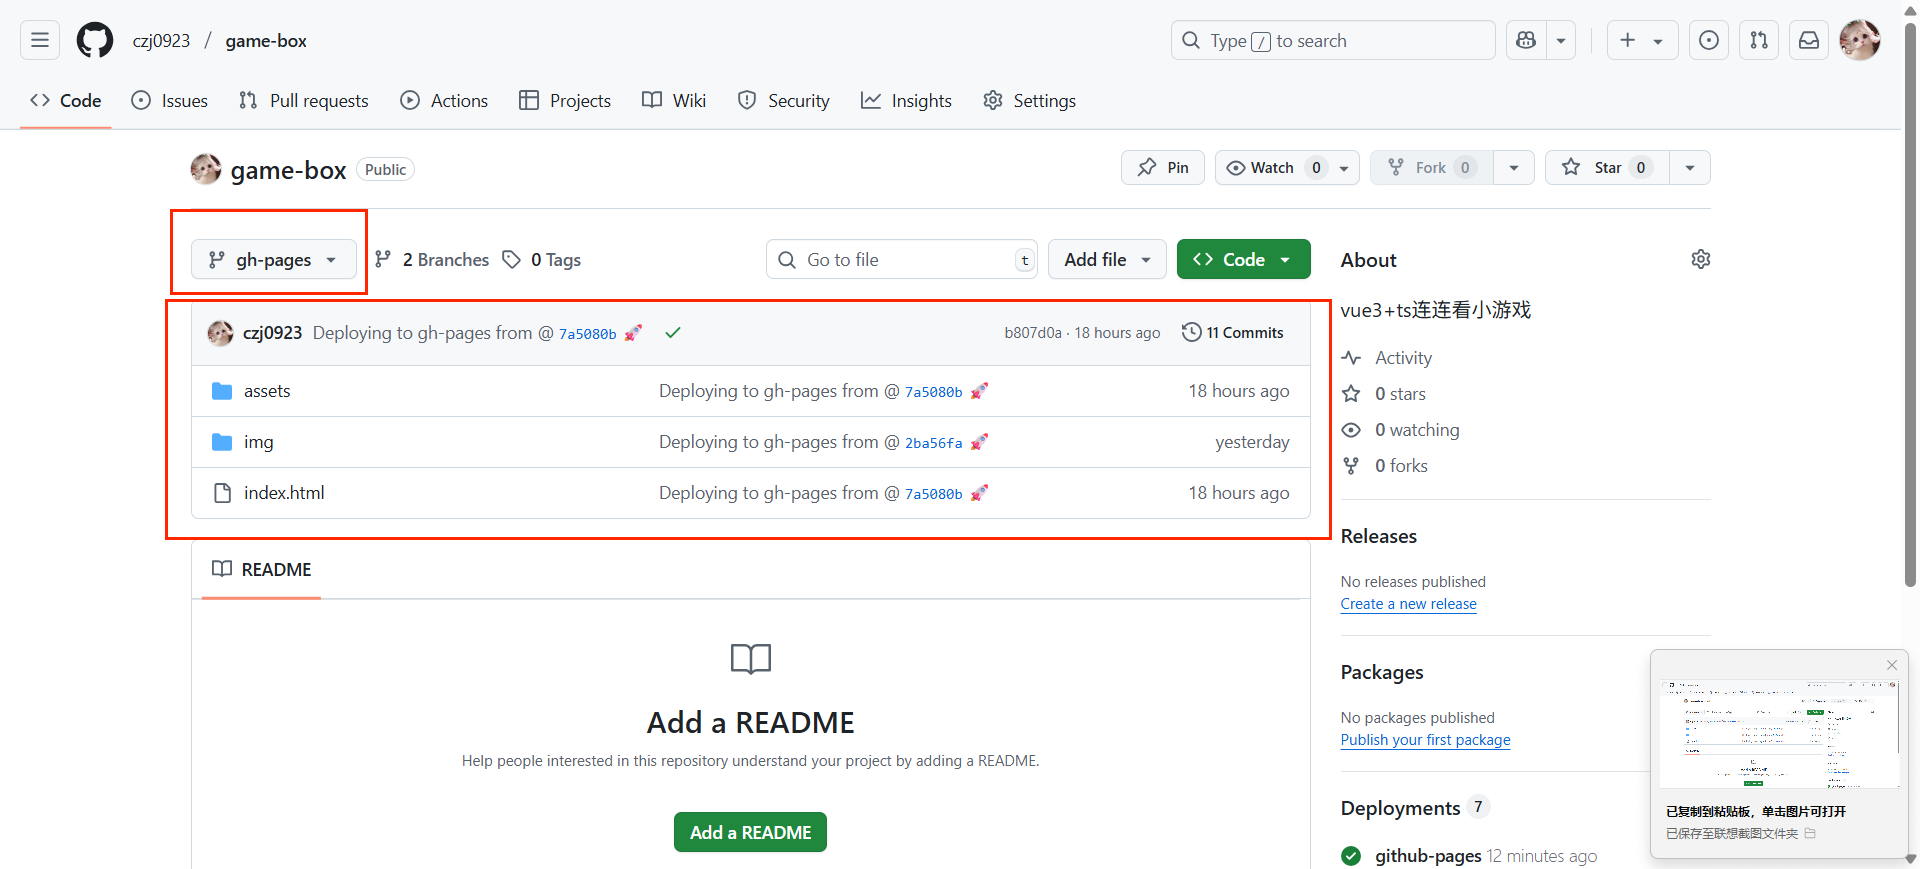 czj0923 / game-box
Type / to search
Code
Issues
Pull requests
Actions
Projects
Wiki
Security
Insights
Settings
game-box Public
Pin
Watch 0
Fork 0
Star 0
gh-pages
2 Branches
0 Tags
Go to file t
Add file
Code
czj0923 Deploying to gh-pages from @ 7a5080b 🚀
b807d0a · 18 hours ago
11 Commits
assets
Deploying to gh-pages from @ 7a5080b 🚀
18 hours ago
img
Deploying to gh-pages from @ 2ba56fa 🚀
yesterday
index.html
Deploying to gh-pages from @ 7a5080b 🚀
18 hours ago
README
Add a README
Help people interested in this repository understand your project by adding a README.
Add a README
About
vue3+ts连连看小游戏
Activity
0 stars
0 watching
0 forks
Releases
No releases published
Create a new release
Packages
No packages published
Publish your first package
Deployments 7
github-pages 12 minutes ago
已复制到粘贴板，单击图片可打开
已保存至联想截图文件夹